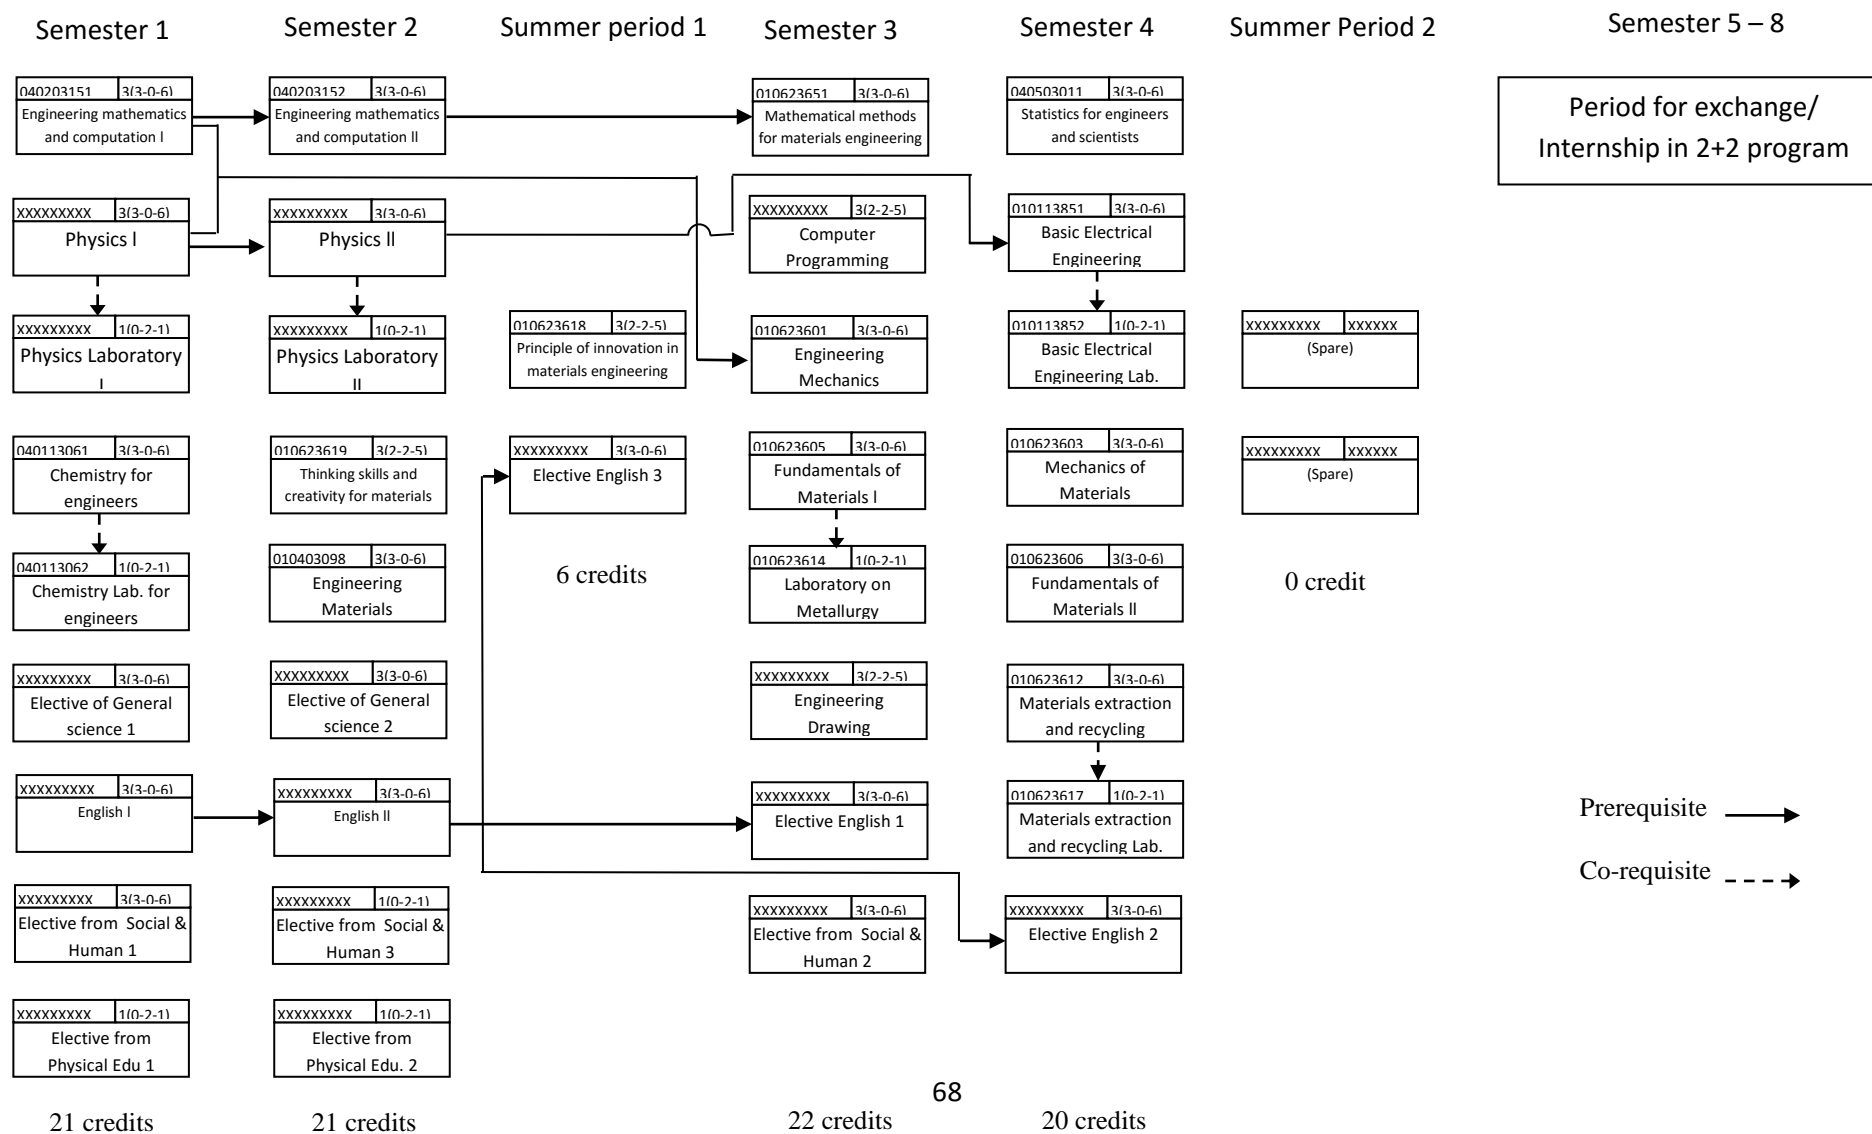 Semester 1
Semester 2
Summer period 1
Semester 3
Semester 4
Summer Period 2
Semester 5 – 8
040203151 3(3-0-6)
Engineering mathematics
and computation l
040203152 3(3-0-6)
Engineering mathematics
and computation ll
010623651 3(3-0-6)
Mathematical methods
for materials engineering
040503011 3(3-0-6)
Statistics for engineers
and scientists
Period for exchange/
Internship in 2+2 program
XXXXXXXXX 3(3-0-6)
Physics l
XXXXXXXXX 3(3-0-6)
Physics ll
XXXXXXXXX 3(2-2-5)
Computer
Programming
010113851 3(3-0-6)
Basic Electrical
Engineering
XXXXXXXXX 1(0-2-1)
Physics Laboratory
l
XXXXXXXXX 1(0-2-1)
Physics Laboratory
ll
010623618 3(2-2-5)
Principle of innovation in
materials engineering
010623601 3(3-0-6)
Engineering
Mechanics
010113852 1(0-2-1)
Basic Electrical
Engineering Lab.
XXXXXXXXX XXXXXX
(Spare)
040113061 3(3-0-6)
Chemistry for
engineers
010623619 3(2-2-5)
Thinking skills and
creativity for materials
XXXXXXXXX 3(3-0-6)
Elective English 3
010623605 3(3-0-6)
Fundamentals of
Materials l
010623603 3(3-0-6)
Mechanics of
Materials
XXXXXXXXX XXXXXX
(Spare)
040113062 1(0-2-1)
Chemistry Lab. for
engineers
010403098 3(3-0-6)
Engineering
Materials
6 credits
010623614 1(0-2-1)
Laboratory on
Metallurgy
010623606 3(3-0-6)
Fundamentals of
Materials ll
0 credit
XXXXXXXXX 3(3-0-6)
Elective of General
science 1
XXXXXXXXX 3(3-0-6)
Elective of General
science 2
XXXXXXXXX 3(2-2-5)
Engineering
Drawing
010623612 3(3-0-6)
Materials extraction
and recycling
XXXXXXXXX 3(3-0-6)
English l
XXXXXXXXX 3(3-0-6)
English ll
XXXXXXXXX 3(3-0-6)
Elective English 1
010623617 1(0-2-1)
Materials extraction
and recycling Lab.
Prerequisite
Co-requisite
XXXXXXXXX 3(3-0-6)
Elective from Social &
Human 1
XXXXXXXXX 1(0-2-1)
Elective from Social &
Human 3
XXXXXXXXX 3(3-0-6)
Elective from Social &
Human 2
XXXXXXXXX 3(3-0-6)
Elective English 2
XXXXXXXXX 1(0-2-1)
Elective from
Physical Edu 1
XXXXXXXXX 1(0-2-1)
Elective from
Physical Edu. 2
68
21 credits
21 credits
22 credits
20 credits